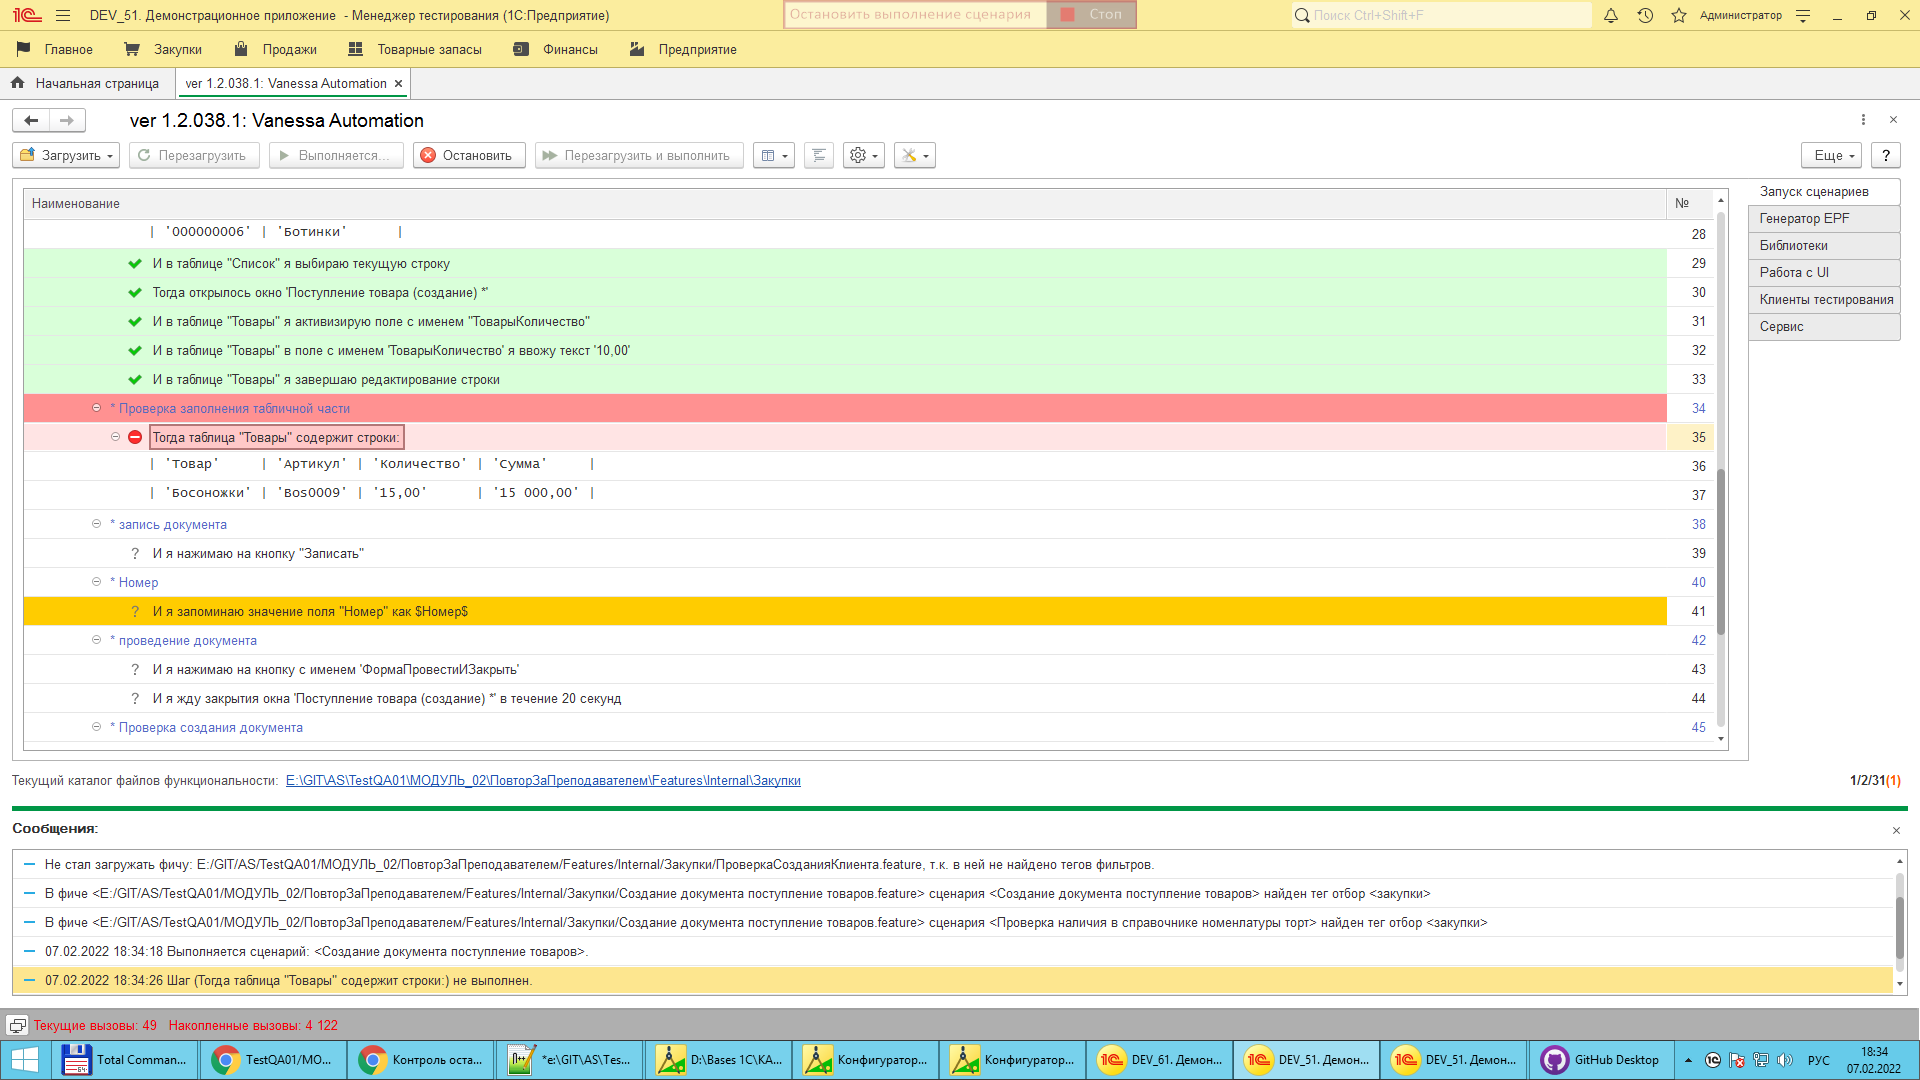 DEV_51. Демонстрационное приложение - Менеджер тестирования (1С:Предприятие)
Остановить выполнение сценария Стоп
Поиск Ctrl+Shift+F
Администратор
Главное Закупки Продажи Товарные запасы Финансы Предприятие
Начальная страница
ver 1.2.038.1: Vanessa Automation
ver 1.2.038.1: Vanessa Automation
Загрузить Перезагрузить Выполняется... Остановить Перезагрузить и выполнить Еще ?
Наименование №
| '000000006' | 'Ботинки' | 28
И в таблице "Список" я выбираю текущую строку 29
Тогда открылось окно 'Поступление товара (создание) *' 30
И в таблице "Товары" я активизирую поле с именем "ТоварыКоличество" 31
И в таблице "Товары" в поле с именем 'ТоварыКоличество' я ввожу текст '10,00' 32
И в таблице "Товары" я завершаю редактирование строки 33
* Проверка заполнения табличной части 34
Тогда таблица "Товары" содержит строки: 35
| 'Товар' | 'Артикул' | 'Количество' | 'Сумма' | 36
| 'Босоножки' | 'Bos0009' | '15,00' | '15 000,00' | 37
* запись документа 38
? И я нажимаю на кнопку "Записать" 39
* Номер 40
? И я запоминаю значение поля "Номер" как $Номер$ 41
* проведение документа 42
? И я нажимаю на кнопку с именем 'ФормаПровестиИЗакрыть' 43
? И я жду закрытия окна 'Поступление товара (создание) *' в течение 20 секунд 44
* Проверка создания документа 45
Запуск сценариев
Генератор EPF
Библиотеки
Работа с UI
Клиенты тестирования
Сервис
Текущий каталог файлов функциональности: E:\GIT\AS\TestQA01\МОДУЛЬ_02\ПовторЗаПреподавателем\Features\Internal\Закупки 1/2/31(1)
Сообщения:
Не стал загружать фичу: E:/GIT/AS/TestQA01/МОДУЛЬ_02/ПовторЗаПреподавателем/Features/Internal/Закупки/ПроверкаСозданияКлиента.feature, т.к. в ней не найдено тегов фильтров.
В фиче <E:/GIT/AS/TestQA01/МОДУЛЬ_02/ПовторЗаПреподавателем/Features/Internal/Закупки/Создание документа поступление товаров.feature> сценария <Создание документа поступление товаров> найден тег отбор <закупки>
В фиче <E:/GIT/AS/TestQA01/МОДУЛЬ_02/ПовторЗаПреподавателем/Features/Internal/Закупки/Создание документа поступление товаров.feature> сценария <Проверка наличия в справочнике номенлатуры торт> найден тег отбор <закупки>
07.02.2022 18:34:18 Выполняется сценарий: <Создание документа поступление товаров>.
07.02.2022 18:34:26 Шаг (Тогда таблица "Товары" содержит строки:) не выполнен.
Текущие вызовы: 49 Накопленные вызовы: 4 122
Total Comman... TestQA01/МО... Контроль оста... *e:\GIT\AS\Tes... D:\Bases 1C\KA... Конфигуратор... Конфигуратор... DEV_61. Демон... DEV_51. Демон... DEV_51. Демон... GitHub Desktop РУС 18:34
07.02.2022